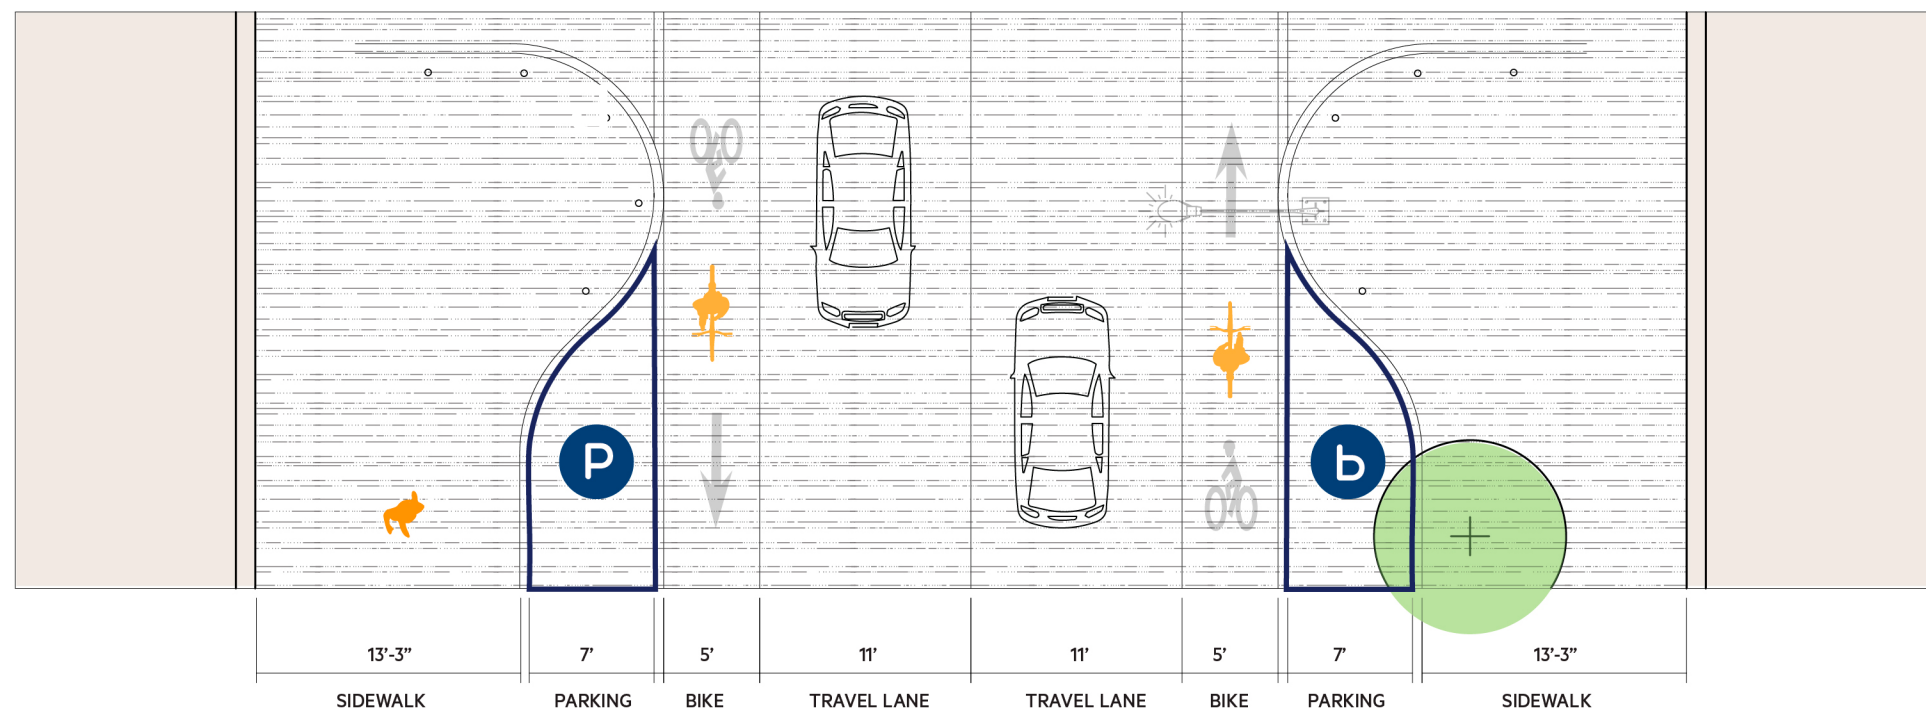 P b
13’-3” 7’ 5’ 11’ 11’ 5’ 7’ 13’-3”
SIDEWALK PARKING BIKE TRAVEL LANE TRAVEL LANE BIKE PARKING SIDEWALK